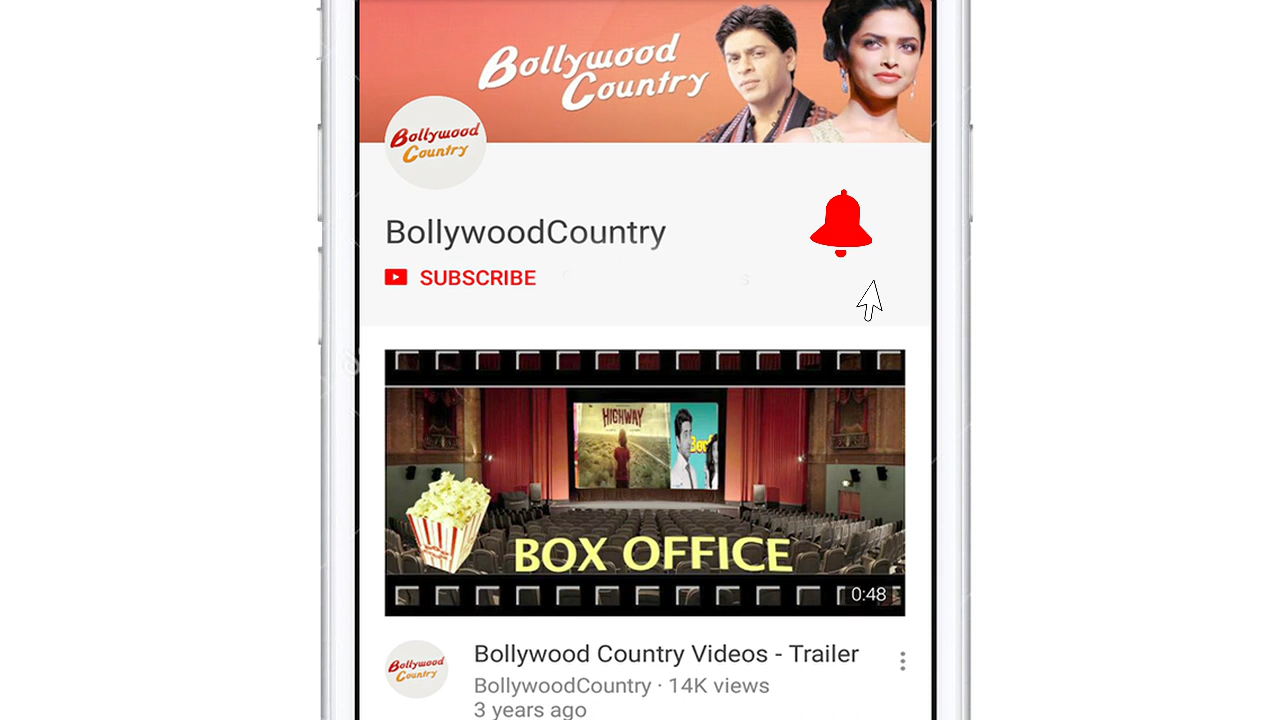 Bollywood
Country
Bollywood
Country
BollywoodCountry
SUBSCRIBE
HIGHWAY
BOX OFFICE
0:48
Bollywood Country Videos - Trailer
Bollywood
Country
BollywoodCountry · 14K views
3 years ago